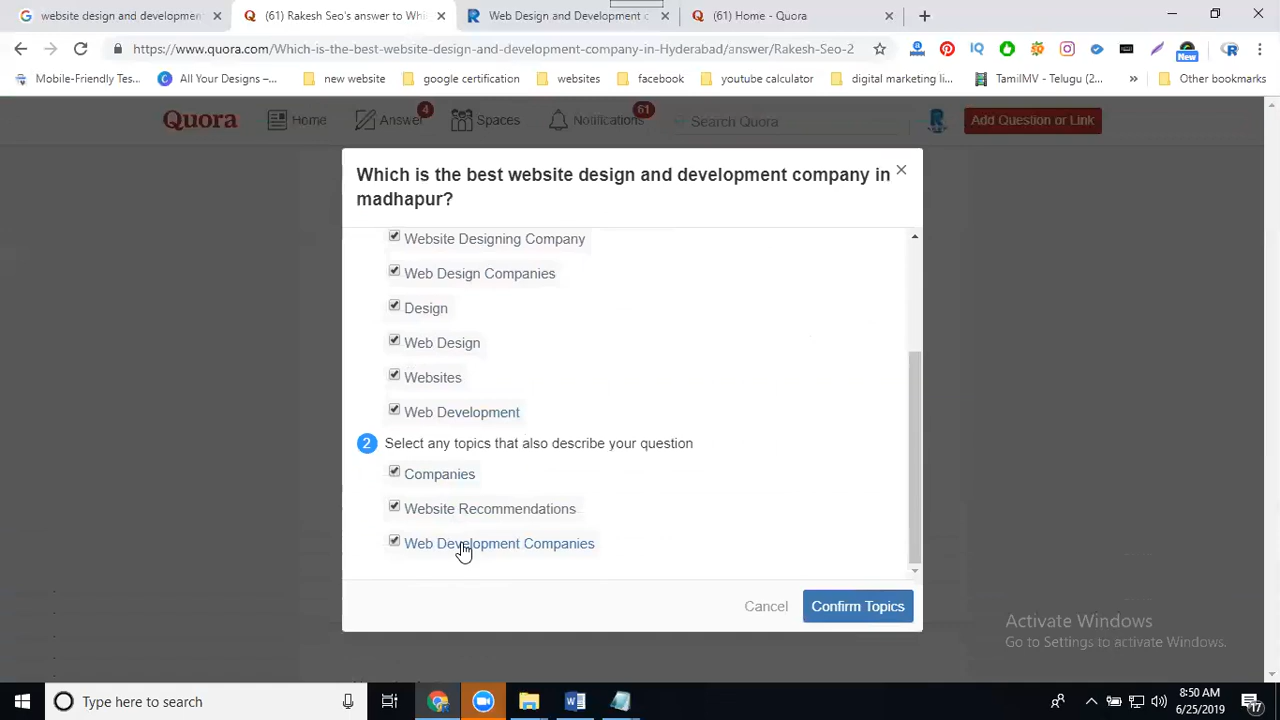 website design and developmen
(61) Rakesh Seo's answer to Whi
Web Design and Development c
(61) Home - Quora
https://www.quora.com/Which-is-the-best-website-design-and-development-company-in-Hyderabad/answer/Rakesh-Seo-2
New
Mobile-Friendly Tes...
All Your Designs –...
new website
google certification
websites
facebook
youtube calculator
digital marketing li...
TamilMV - Telugu (2...
Other bookmarks
Quora
Home
Answer
4
Spaces
Notifications
61
Search Quora
Add Question or Link
Which is the best website design and development company in
madhapur?
Website Designing Company
Web Design Companies
Design
Web Design
Websites
Web Development
2 Select any topics that also describe your question
Companies
Website Recommendations
Web Development Companies
Cancel
Confirm Topics
Activate Windows
Go to Settings to activate Windows.
Type here to search
8:50 AM
6/25/2019
17